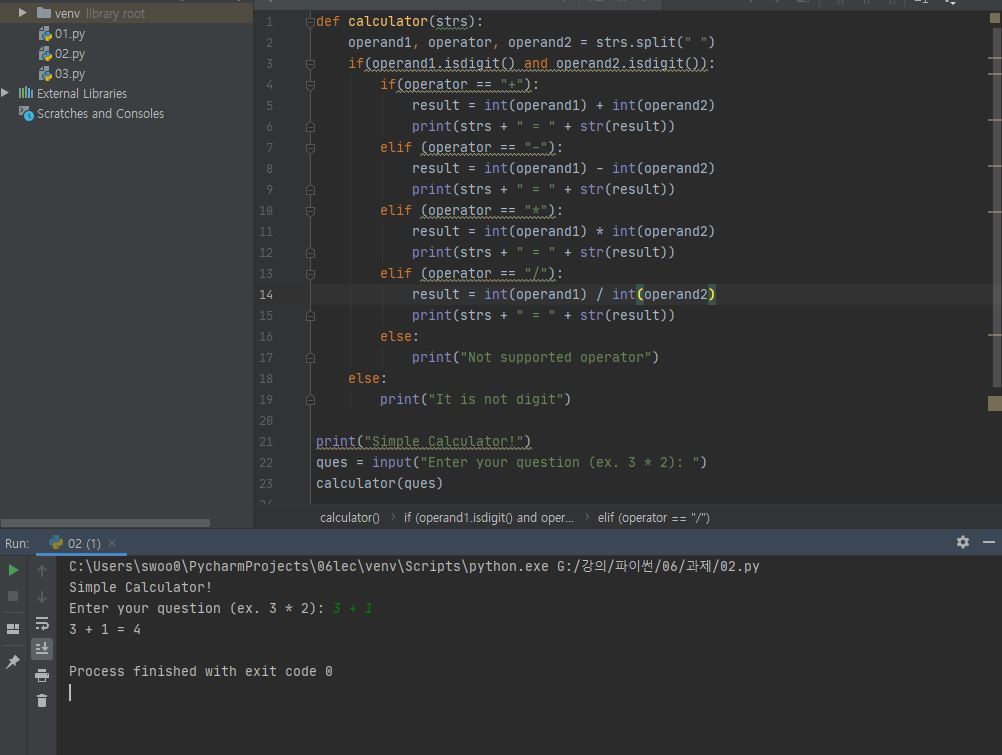 venv library root
01.py
02.py
03.py
External Libraries
Scratches and Consoles
1 def calculator(strs):
2     operand1, operator, operand2 = strs.split(" ")
3     if(operand1.isdigit() and operand2.isdigit()):
4         if(operator == "+"):
5             result = int(operand1) + int(operand2)
6             print(strs + " = " + str(result))
7         elif (operator == "-"):
8             result = int(operand1) - int(operand2)
9             print(strs + " = " + str(result))
10         elif (operator == "*"):
11             result = int(operand1) * int(operand2)
12             print(strs + " = " + str(result))
13         elif (operator == "/"):
14             result = int(operand1) / int(operand2)
15             print(strs + " = " + str(result))
16         else:
17             print("Not supported operator")
18     else:
19         print("It is not digit")
20
21 print("Simple Calculator!")
22 ques = input("Enter your question (ex. 3 * 2): ")
23 calculator(ques)
calculator() › if (operand1.isdigit() and oper... › elif (operator == "/")
Run: 02 (1) ×
C:\Users\swoo0\PycharmProjects\06lec\venv\Scripts\python.exe G:/강의/파이썬/06/과제/02.py
Simple Calculator!
Enter your question (ex. 3 * 2): 3 + 1
3 + 1 = 4
Process finished with exit code 0